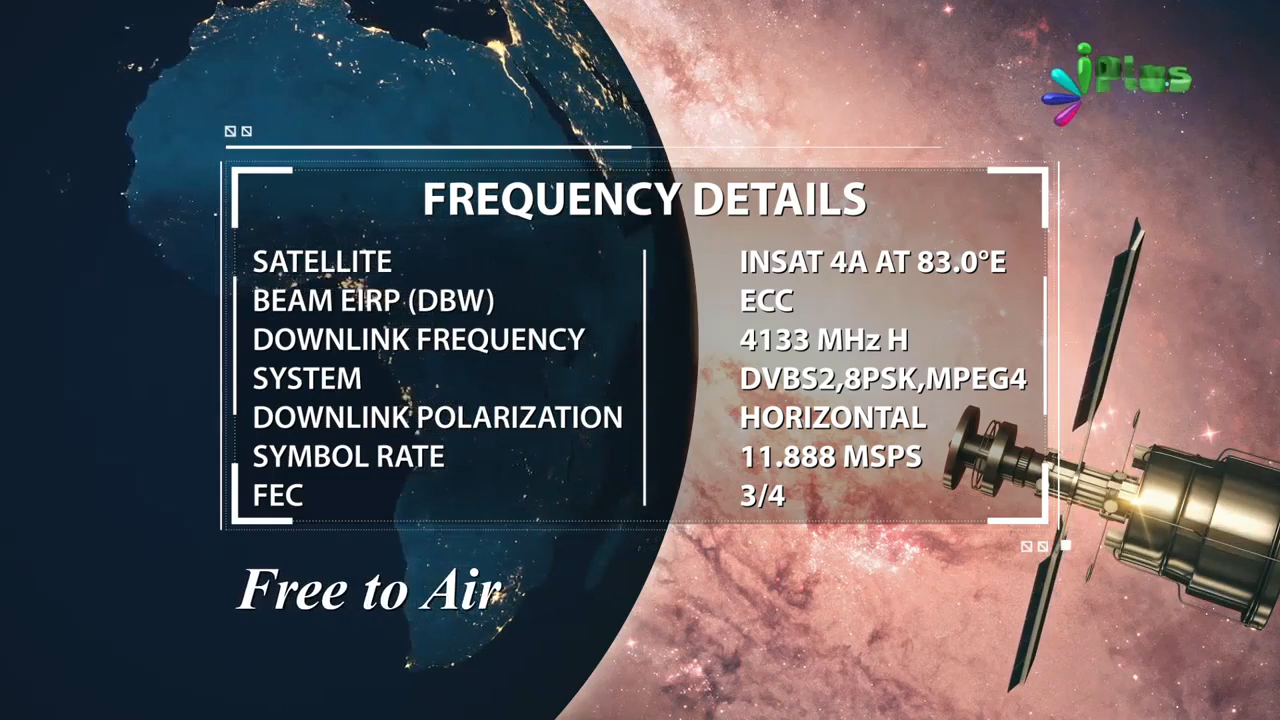 iPlus
FREQUENCY DETAILS
SATELLITE INSAT 4A AT 83.0°E
BEAM EIRP (DBW) ECC
DOWNLINK FREQUENCY 4133 MHz H
SYSTEM DVBS2,8PSK,MPEG4
DOWNLINK POLARIZATION HORIZONTAL
SYMBOL RATE 11.888 MSPS
FEC 3/4
Free to Air